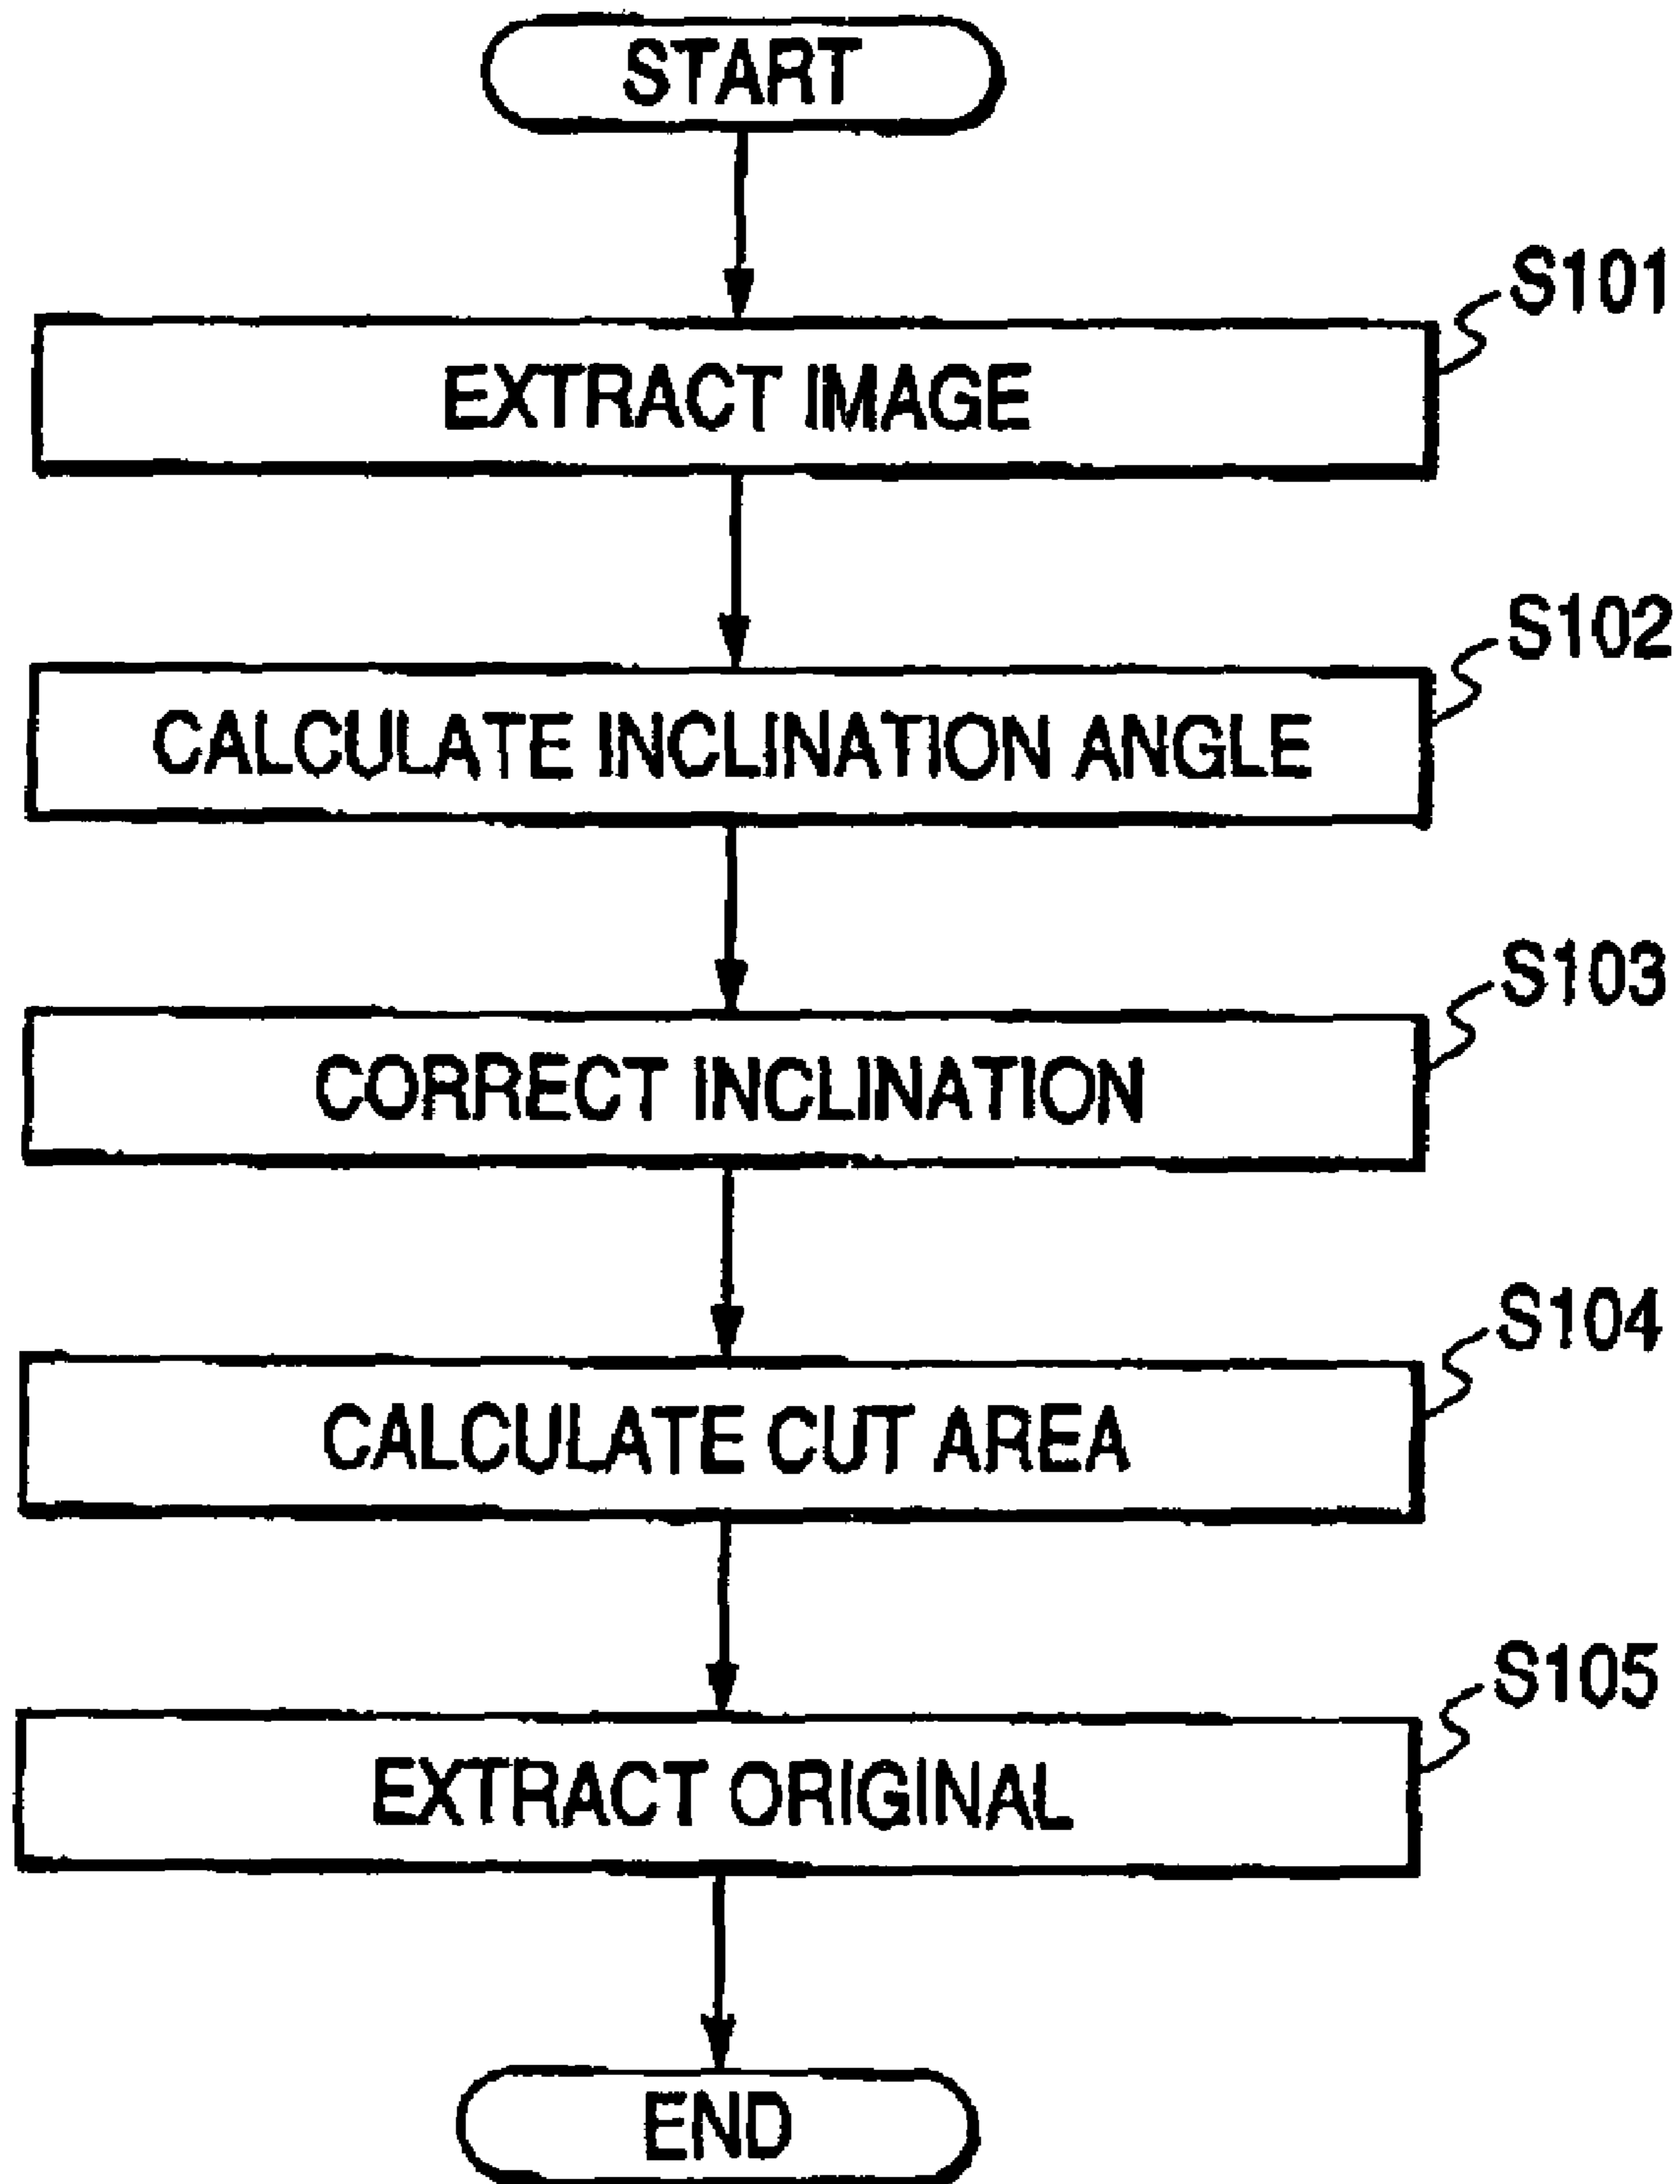 START
S101
EXTRACT IMAGE
S102
CALCULATE INCLINATION ANGLE
S103
CORRECT INCLINATION
S104
CALCULATE CUT AREA
S105
EXTRACT ORIGINAL
END